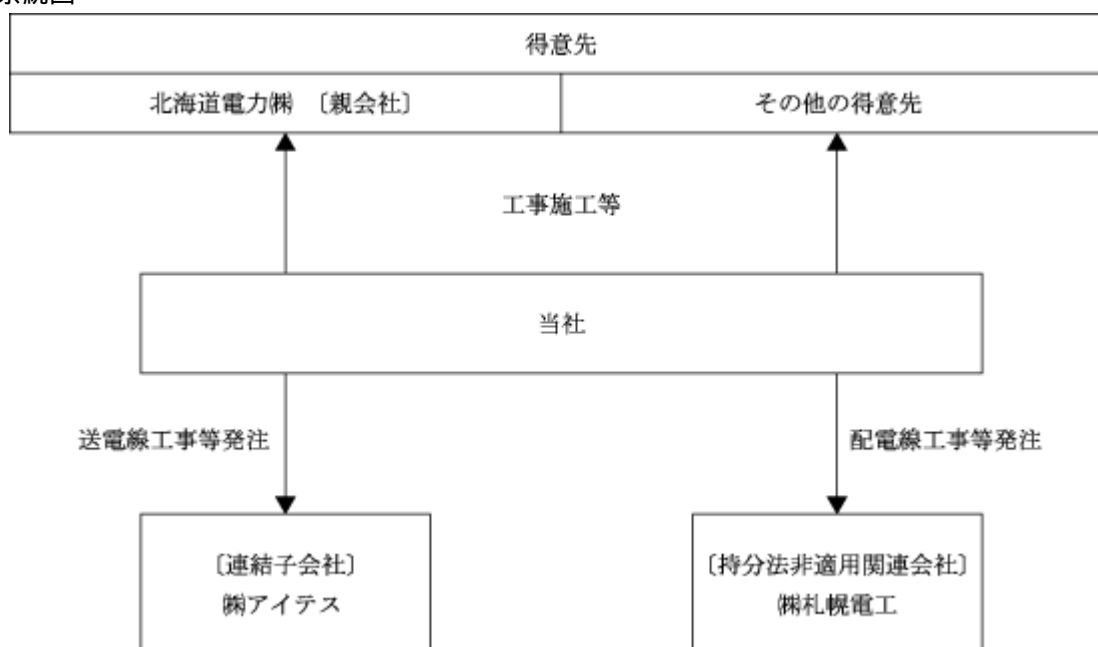 系統図
得意先
北海道電力㈱ 〔親会社〕
その他の得意先
工事施工等
当社
送電線工事等発注
配電線工事等発注
〔連結子会社〕
㈱アイテス
〔持分法非適用関連会社〕
㈱札幌電工